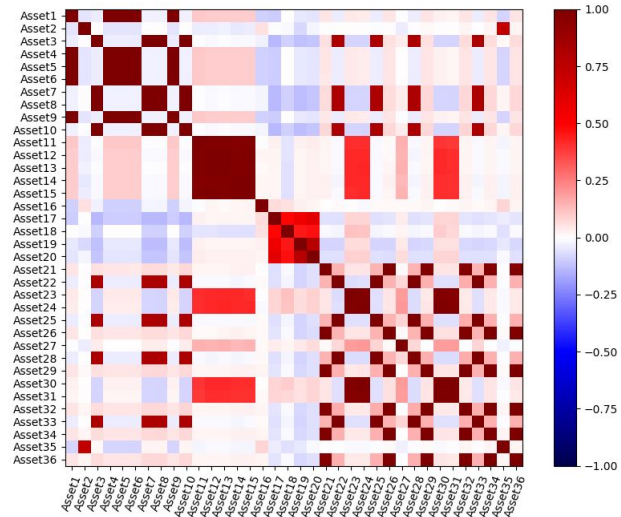 Asset1
Asset2
Asset3
Asset4
Asset5
Asset6
Asset7
Asset8
Asset9
Asset10
Asset11
Asset12
Asset13
Asset14
Asset15
Asset16
Asset17
Asset18
Asset19
Asset20
Asset21
Asset22
Asset23
Asset24
Asset25
Asset26
Asset27
Asset28
Asset29
Asset30
Asset31
Asset32
Asset33
Asset34
Asset35
Asset36
Asset1
Asset2
Asset3
Asset4
Asset5
Asset6
Asset7
Asset8
Asset9
Asset10
Asset11
Asset12
Asset13
Asset14
Asset15
Asset16
Asset17
Asset18
Asset19
Asset20
Asset21
Asset22
Asset23
Asset24
Asset25
Asset26
Asset27
Asset28
Asset29
Asset30
Asset31
Asset32
Asset33
Asset34
Asset35
Asset36
1.00
0.75
0.50
0.25
0.00
−0.25
−0.50
−0.75
−1.00